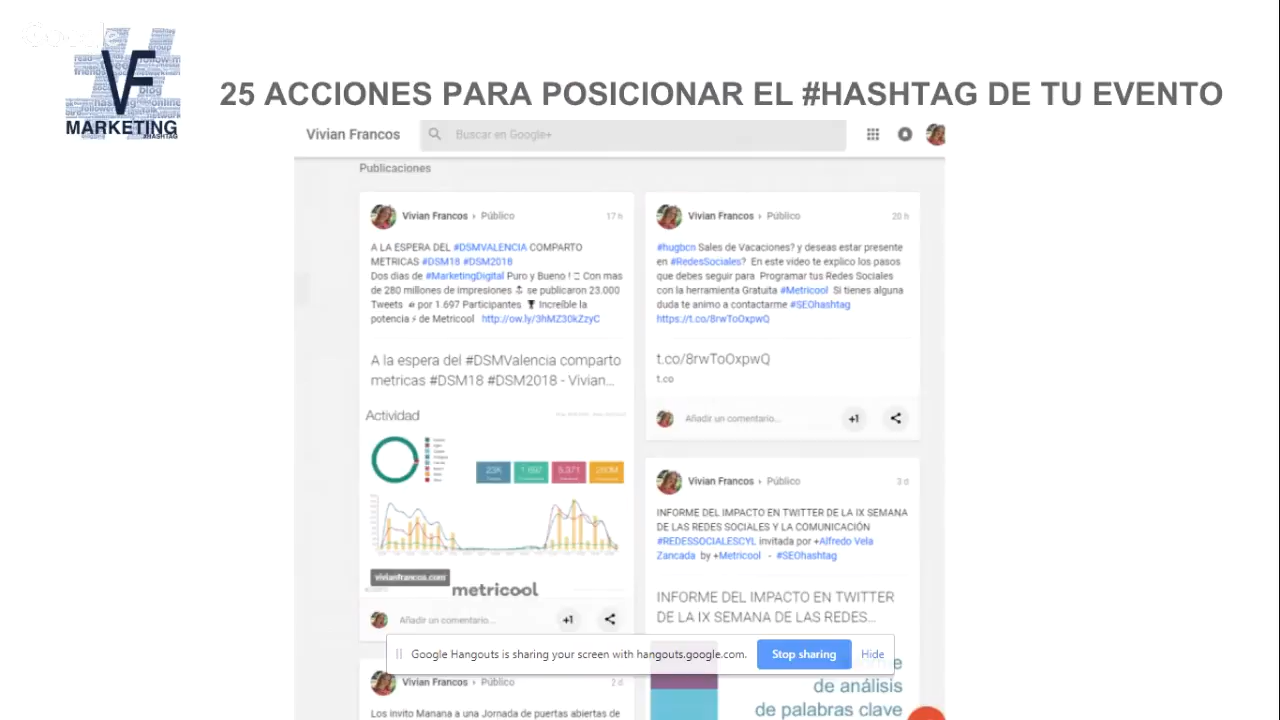 Google
VF
MARKETING
#HASHTAG
25 ACCIONES PARA POSICIONAR EL #HASHTAG DE TU EVENTO
Vivian Francos
Buscar en Google+
Publicaciones
Vivian Francos › Público
17 h
A LA ESPERA DEL #DSMVALENCIA COMPARTO
METRICAS #DSM18 #DSM2018
Dos días de #MarketingDigital Puro y Bueno ! Con mas
de 280 millones de impresiones se publicaron 23.000
Tweets por 1.697 Participantes Increíble la
potencia ⚡ de Metricool http://ow.ly/3hMZ30kZzyC
A la espera del #DSMValencia comparto
metricas #DSM18 #DSM2018 - Vivian...
Actividad
23K
1.697
5.371
280M
vivianfrancos.com
metricool
Añadir un comentario...
+1
Vivian Francos › Público
2 d
Los invito Manana a una Jornada de puertas abiertas de
Vivian Francos › Público
20 h
#hugbcn Sales de Vacaciones? y deseas estar presente
en #RedesSociales? En este video te explico los pasos
que debes seguir para Programar tus Redes Sociales
con la herramienta Gratuita #Metricool Si tienes alguna
duda te animo a contactarme #SEOhashtag
https://t.co/8rwToOxpwQ
t.co/8rwToOxpwQ
t.co
Añadir un comentario...
+1
Vivian Francos › Público
3 d
INFORME DEL IMPACTO EN TWITTER DE LA IX SEMANA
DE LAS REDES SOCIALES Y LA COMUNICACIÓN
#REDESSOCIALESCYL invitada por +Alfredo Vela
Zancada by +Metricool - #SEOhashtag
INFORME DEL IMPACTO EN TWITTER
DE LA IX SEMANA DE LAS REDES...
de análisis
de palabras clave
Google Hangouts is sharing your screen with hangouts.google.com.
Stop sharing
Hide